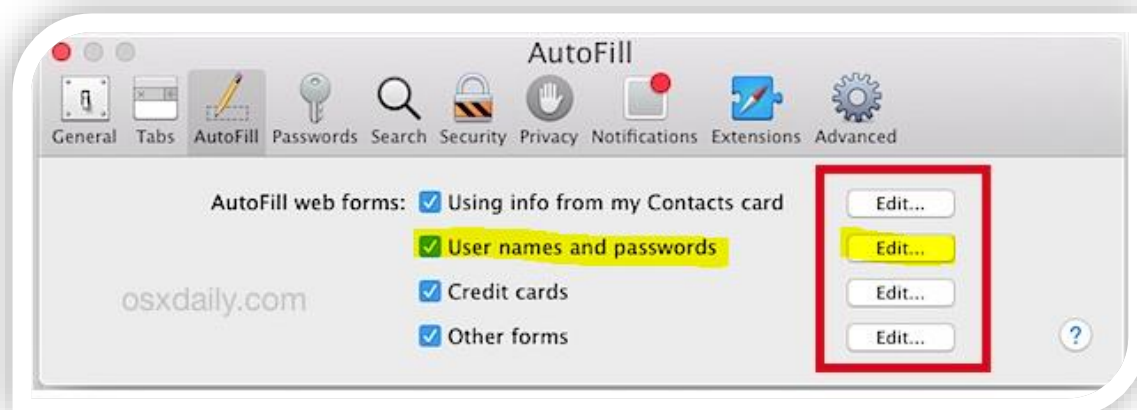 AutoFill
General Tabs AutoFill Passwords Search Security Privacy Notifications Extensions Advanced
AutoFill web forms: Using info from my Contacts card Edit...
User names and passwords Edit...
osxdaily.com Credit cards Edit...
Other forms Edit... ?